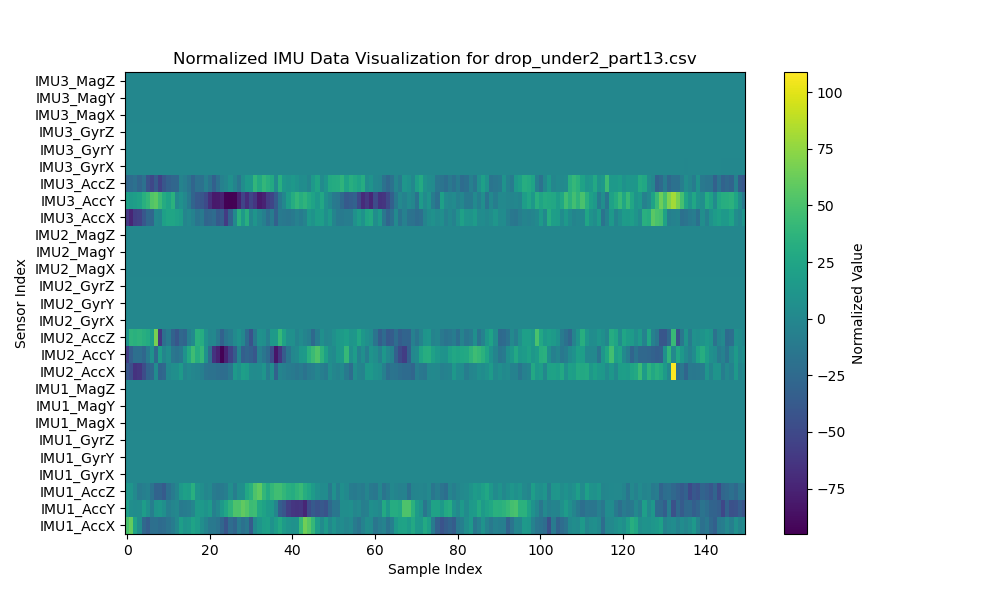 Normalized IMU Data Visualization for drop_under2_part13.csv
IMU3_MagZ
IMU3_MagY
IMU3_MagX
IMU3_GyrZ
IMU3_GyrY
IMU3_GyrX
IMU3_AccZ
IMU3_AccY
IMU3_AccX
IMU2_MagZ
IMU2_MagY
IMU2_MagX
IMU2_GyrZ
IMU2_GyrY
IMU2_GyrX
IMU2_AccZ
IMU2_AccY
IMU2_AccX
IMU1_MagZ
IMU1_MagY
IMU1_MagX
IMU1_GyrZ
IMU1_GyrY
IMU1_GyrX
IMU1_AccZ
IMU1_AccY
IMU1_AccX
Sensor Index
0 20 40 60 80 100 120 140
Sample Index
100
75
50
25
0
−25
−50
−75
Normalized Value